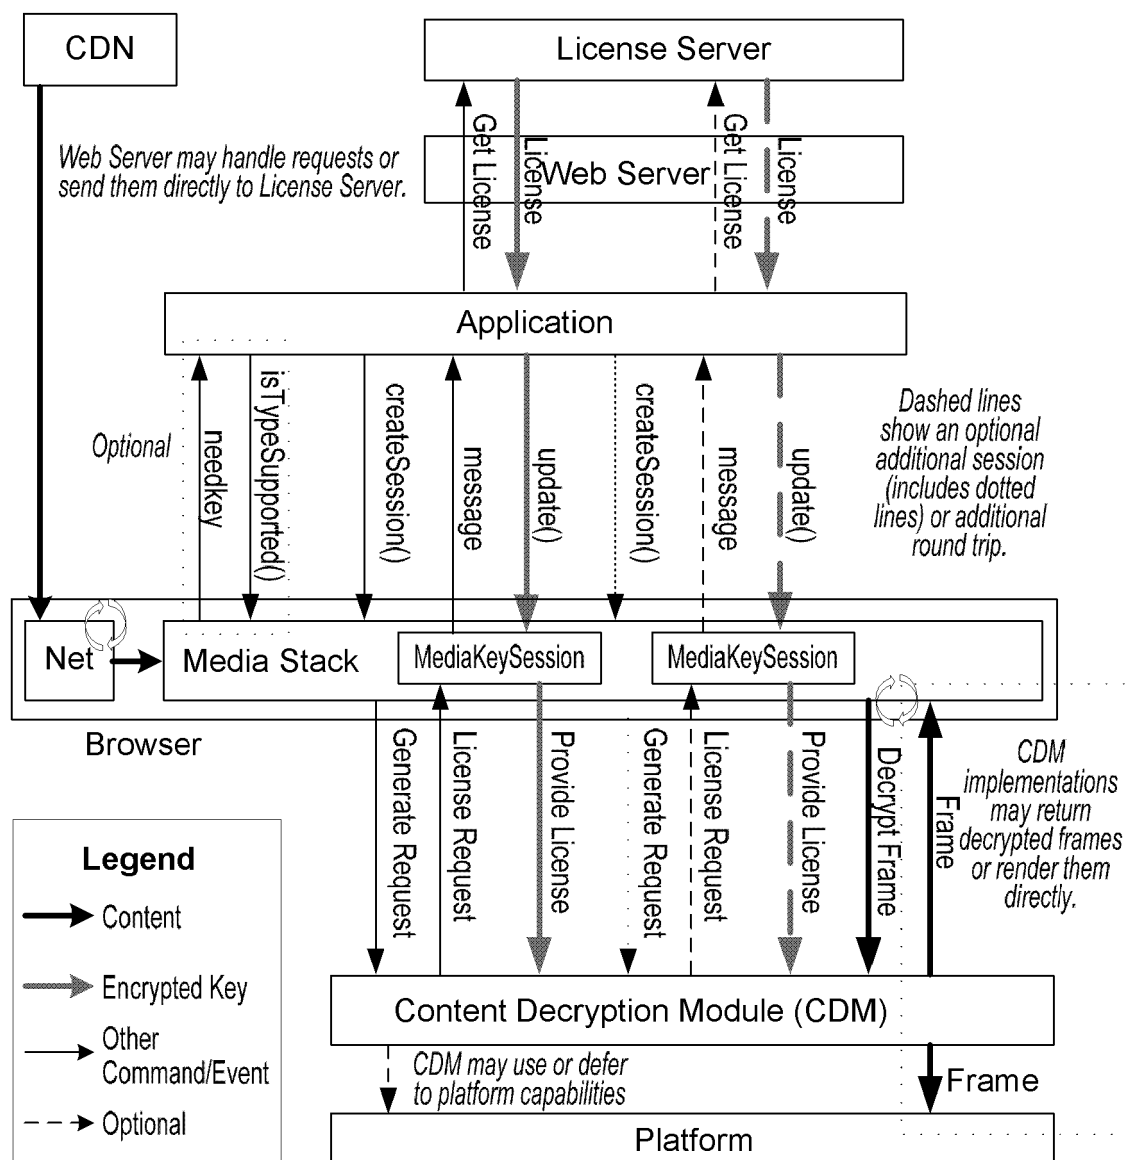 CDN
License Server
Web Server may handle requests or
send them directly to License Server.
Get License
License
Web Server
Get License
License
Application
Optional
needkey
isTypeSupported()
createSession()
message
update()
createSession()
message
update()
Dashed lines
show an optional
additional session
(includes dotted
lines) or additional
round trip.
Net
Media Stack
MediaKeySession
MediaKeySession
Browser
Generate Request
License Request
Provide License
Generate Request
License Request
Provide License
Decrypt Frame
Frame
CDM
implementations
may return
decrypted frames
or render them
directly.
Legend
Content
Encrypted Key
Other
Command/Event
Optional
Content Decryption Module (CDM)
CDM may use or defer
to platform capabilities
Frame
Platform